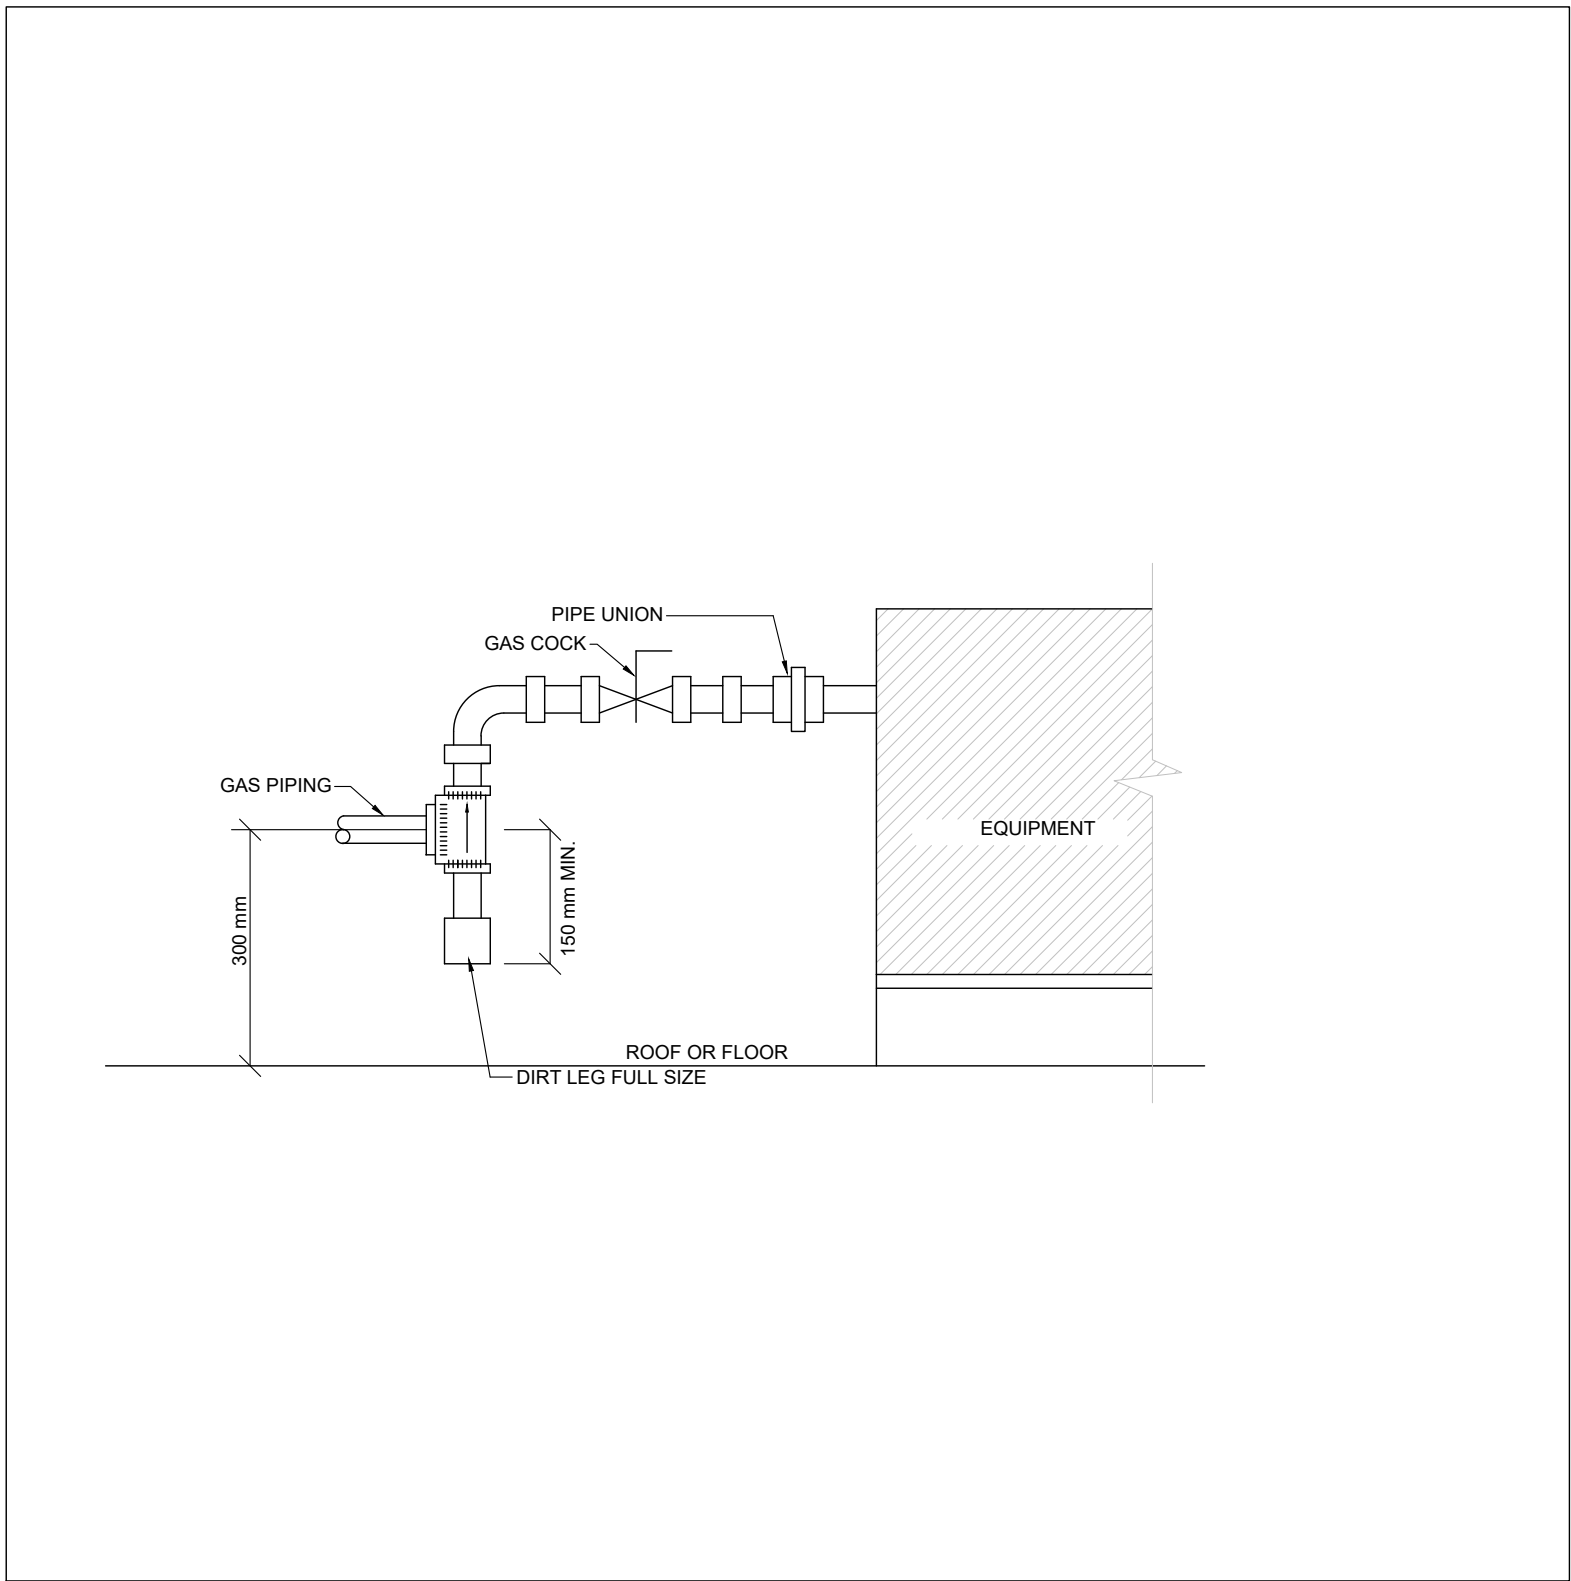 PIPE UNION
GAS COCK
GAS PIPING
EQUIPMENT
150 mm MIN.
300 mm
ROOF OR FLOOR
DIRT LEG FULL SIZE